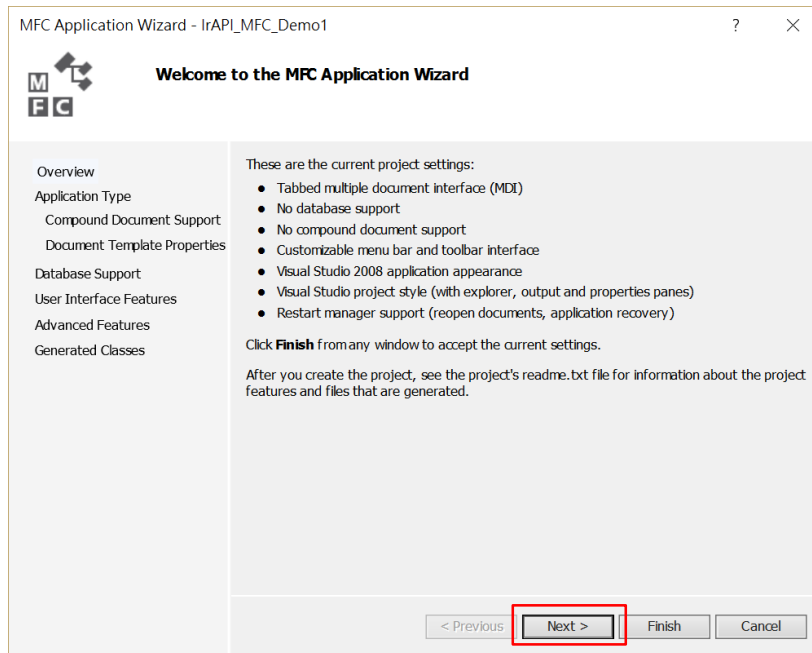 MFC Application Wizard - IrAPI_MFC_Demo1
? ×
M
F C
Welcome to the MFC Application Wizard
Overview
Application Type
Compound Document Support
Document Template Properties
Database Support
User Interface Features
Advanced Features
Generated Classes
These are the current project settings:
● Tabbed multiple document interface (MDI)
● No database support
● No compound document support
● Customizable menu bar and toolbar interface
● Visual Studio 2008 application appearance
● Visual Studio project style (with explorer, output and properties panes)
● Restart manager support (reopen documents, application recovery)
Click Finish from any window to accept the current settings.
After you create the project, see the project's readme.txt file for information about the project
features and files that are generated.
< Previous Next > Finish Cancel